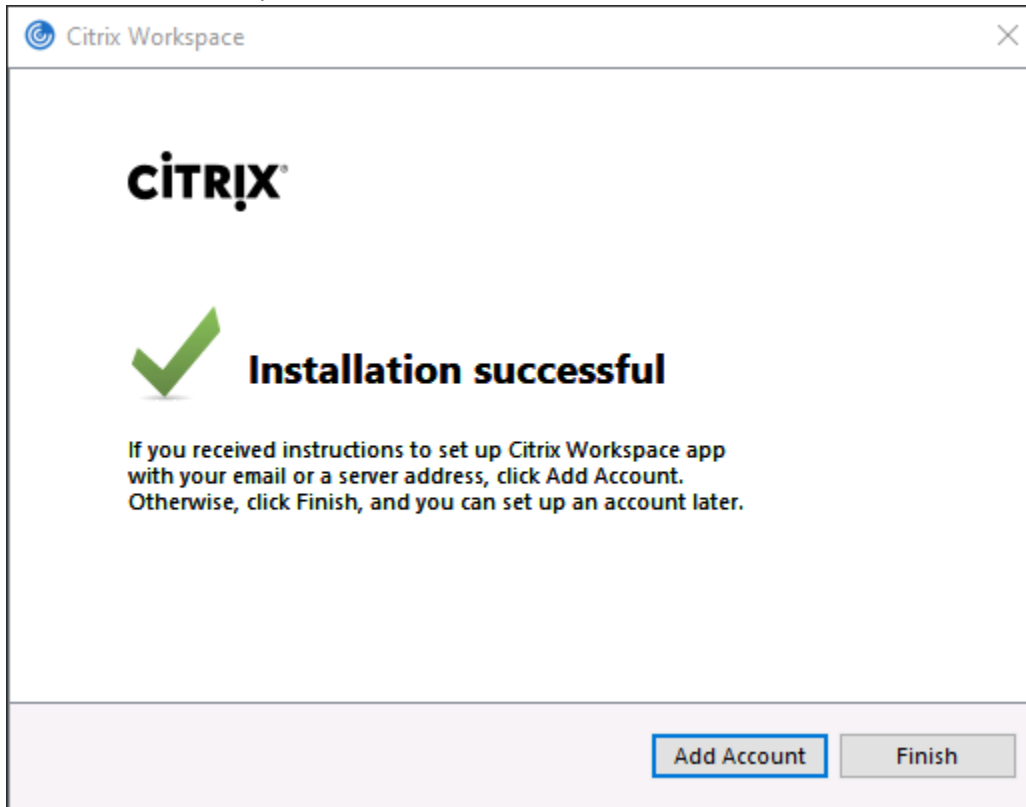 Citrix Workspace
CITRIX®
Installation successful
If you received instructions to set up Citrix Workspace app
with your email or a server address, click Add Account.
Otherwise, click Finish, and you can set up an account later.
Add Account Finish